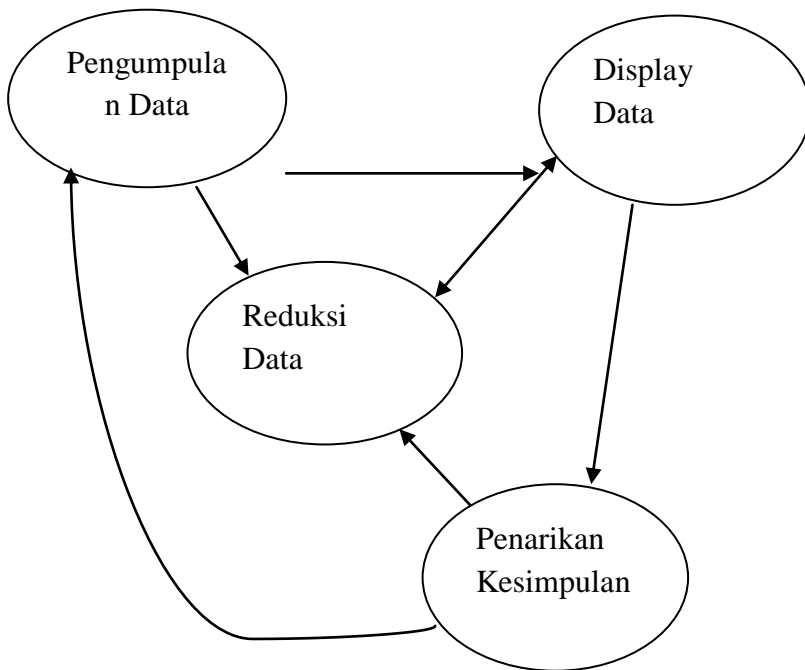 Pengumpula
n Data
Display
Data
Reduksi
Data
Penarikan
Kesimpulan